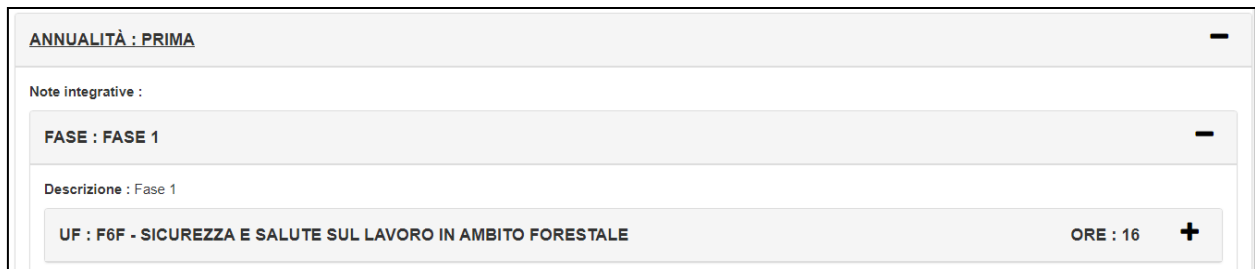 ANNUALITÀ : PRIMA
Note integrative :
FASE : FASE 1
Descrizione : Fase 1
UF : F6F - SICUREZZA E SALUTE SUL LAVORO IN AMBITO FORESTALE ORE : 16